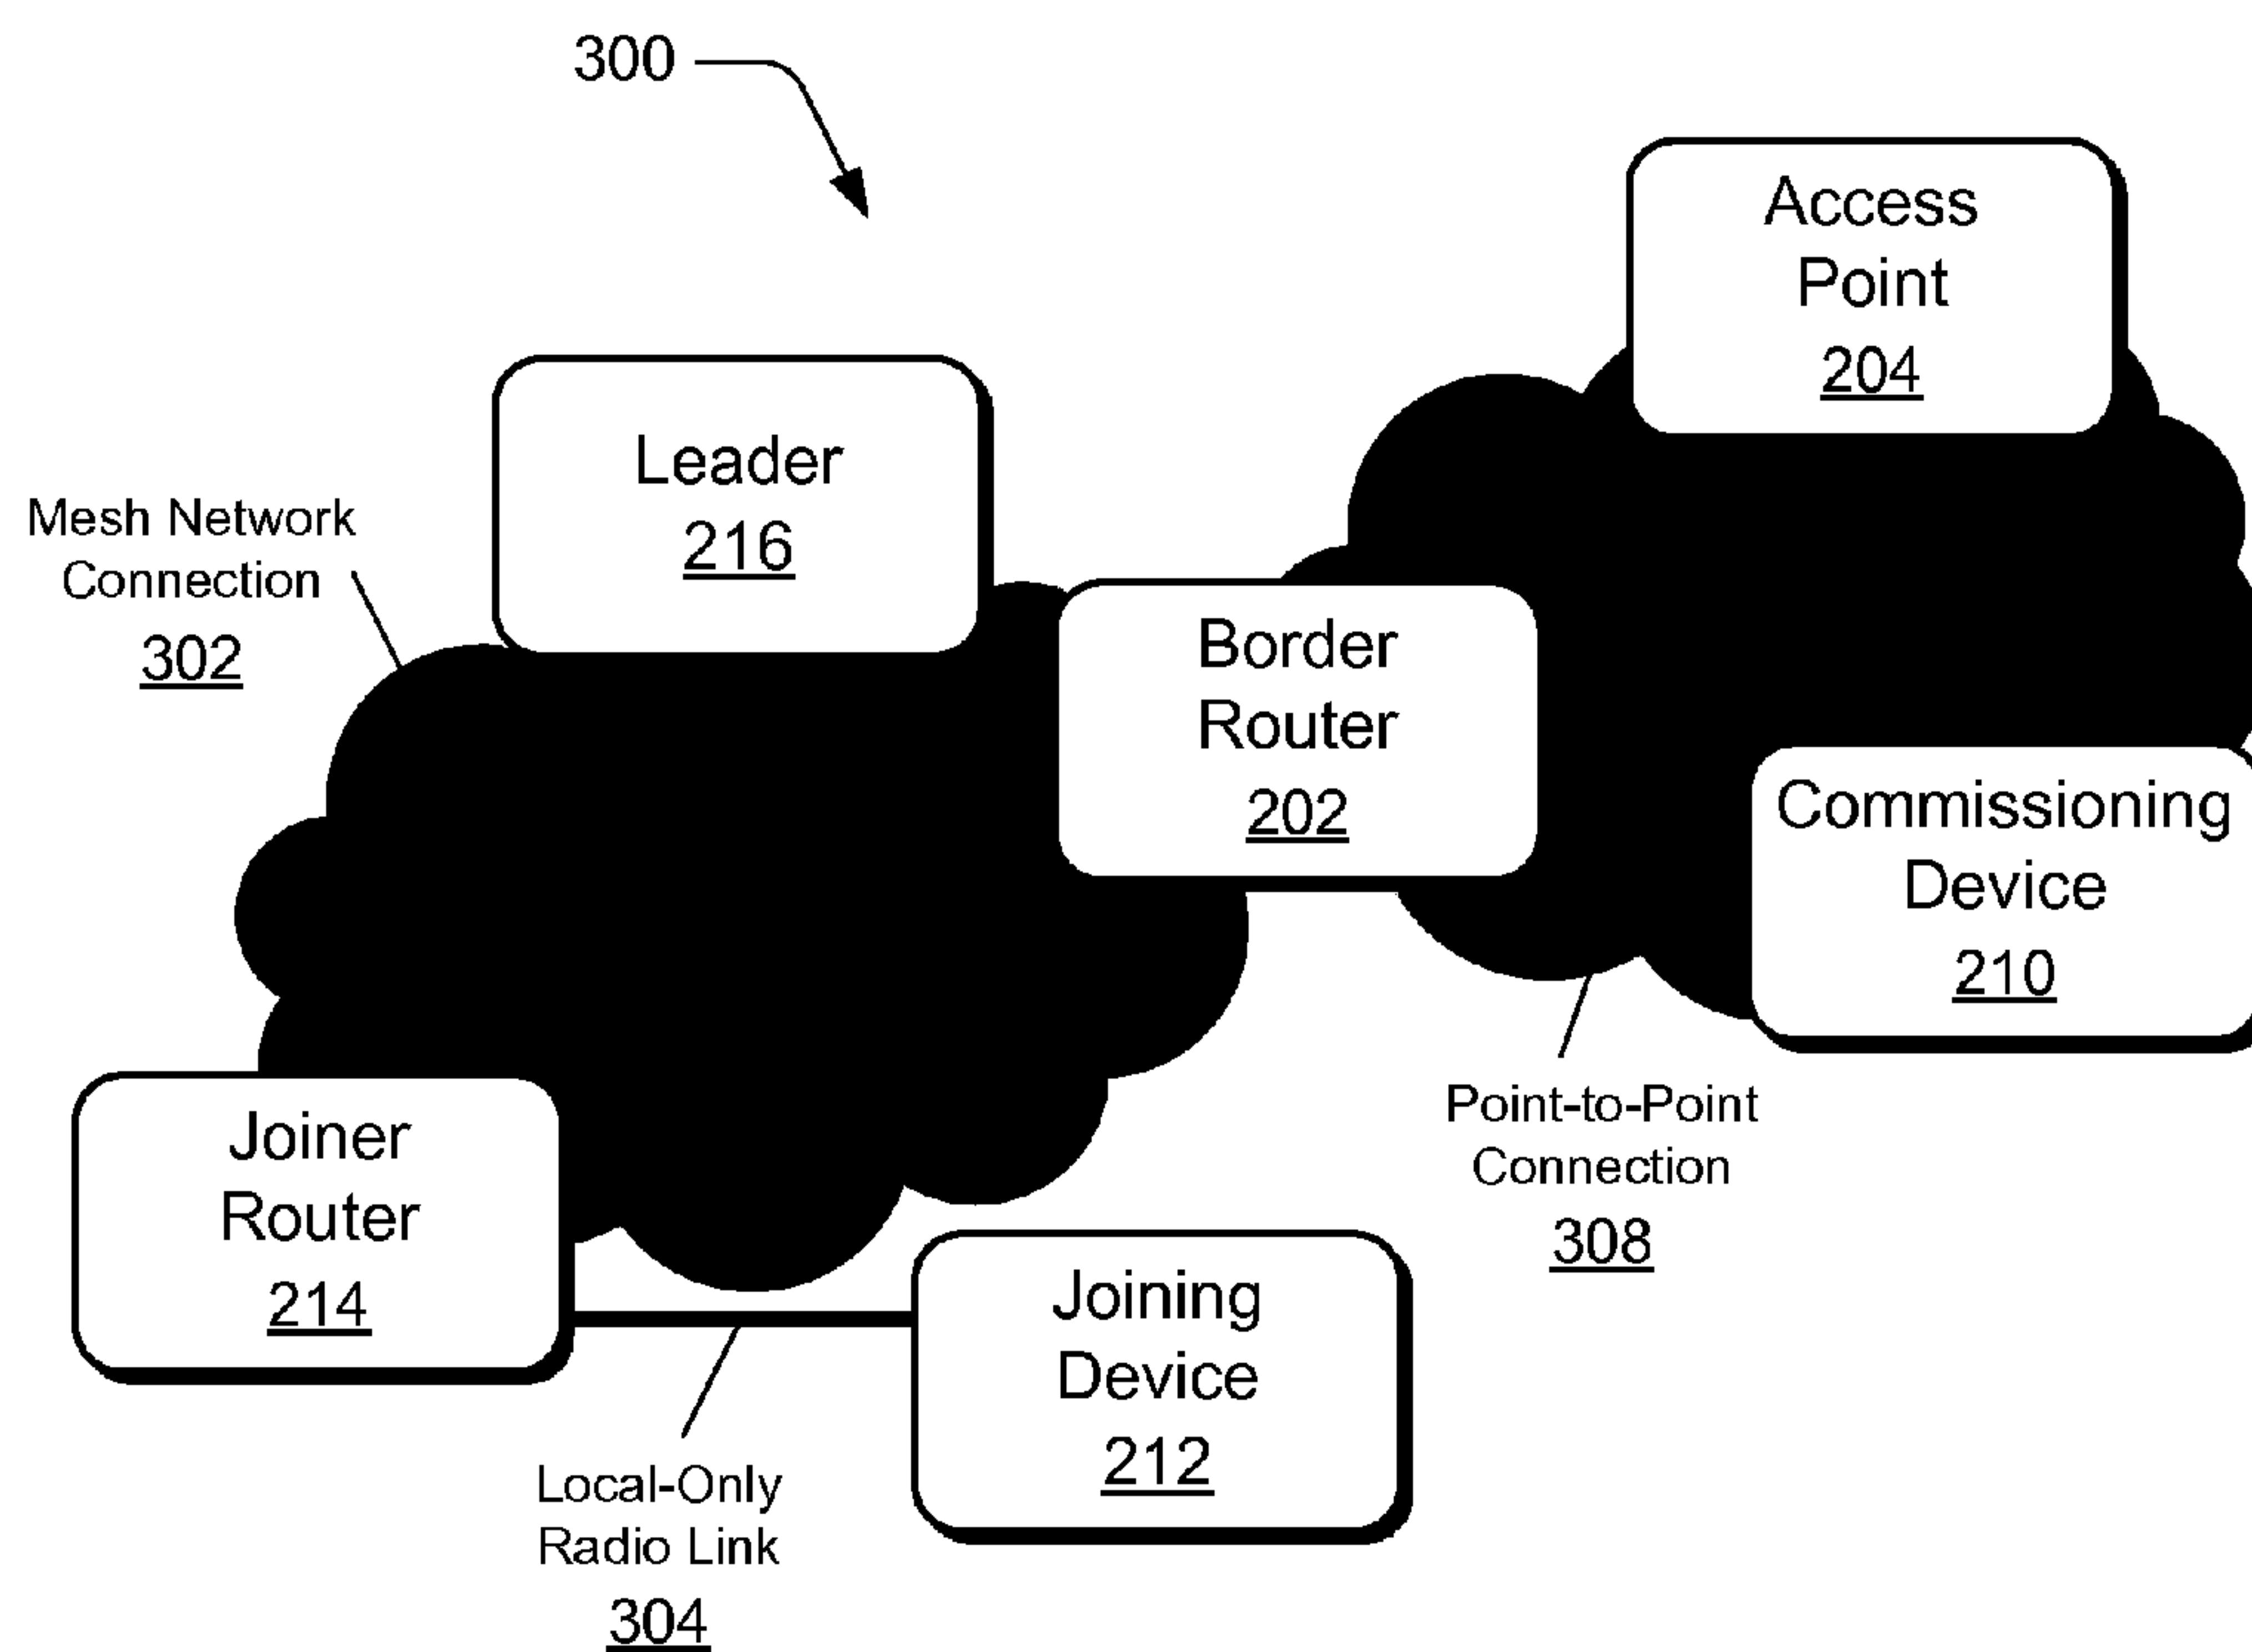 300
Access
Point
204
Leader
216
Mesh Network
Connection
302
Border
Router
202
Commissioning
Device
210
Point-to-Point
Connection
308
Joiner
Router
214
Joining
Device
212
Local-Only
Radio Link
304